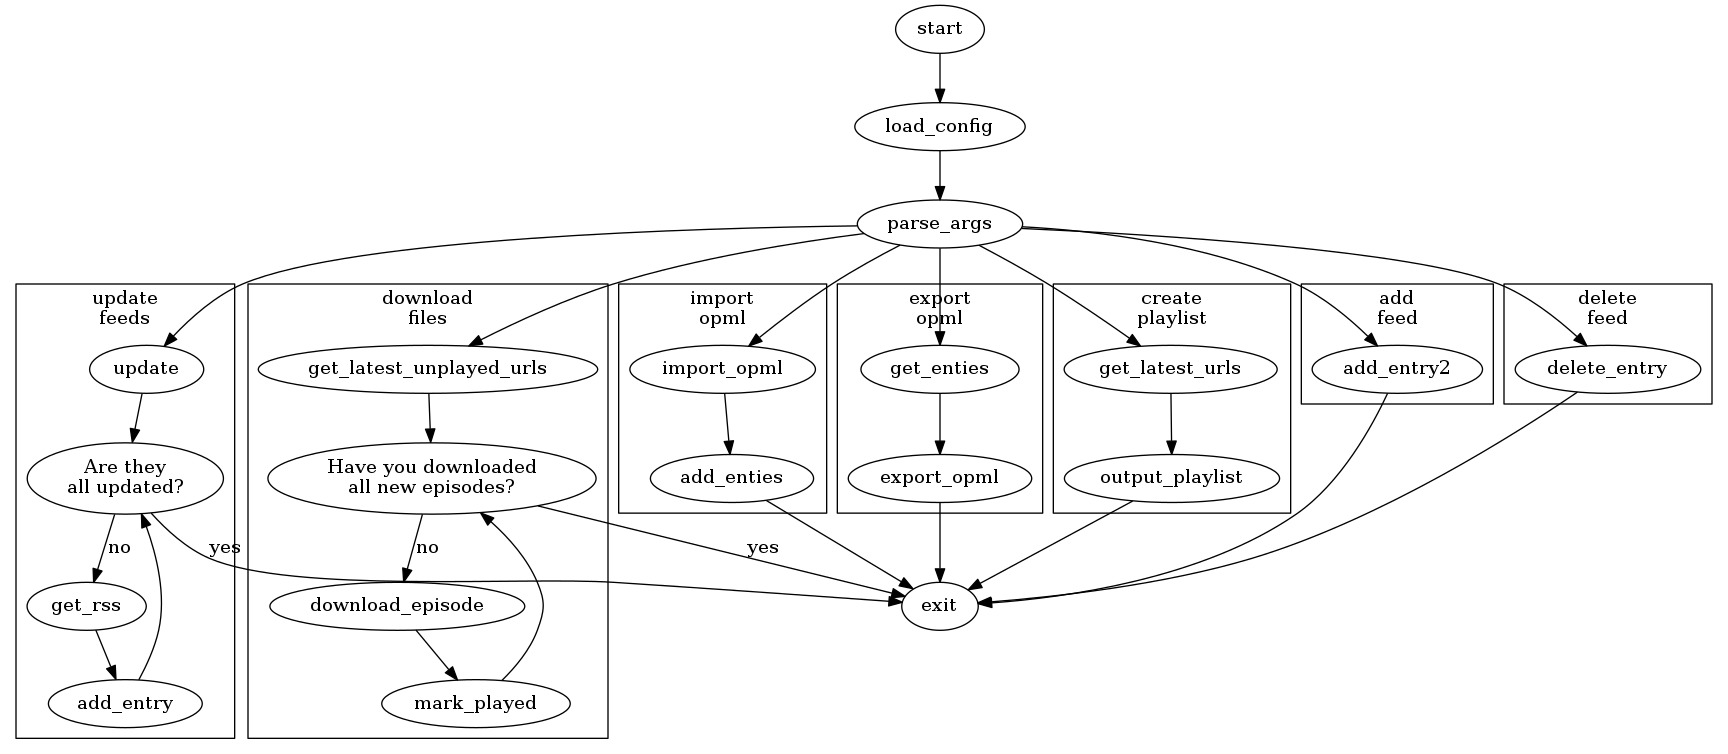 start
load_config
parse_args
update
feeds
download
files
import
opml
export
opml
create
playlist
add
feed
delete
feed
update
get_latest_unplayed_urls
import_opml
get_enties
get_latest_urls
add_entry2
delete_entry
Are they
all updated?
Have you downloaded
all new episodes?
add_enties
export_opml
output_playlist
no
yes
no
yes
get_rss
download_episode
exit
add_entry
mark_played